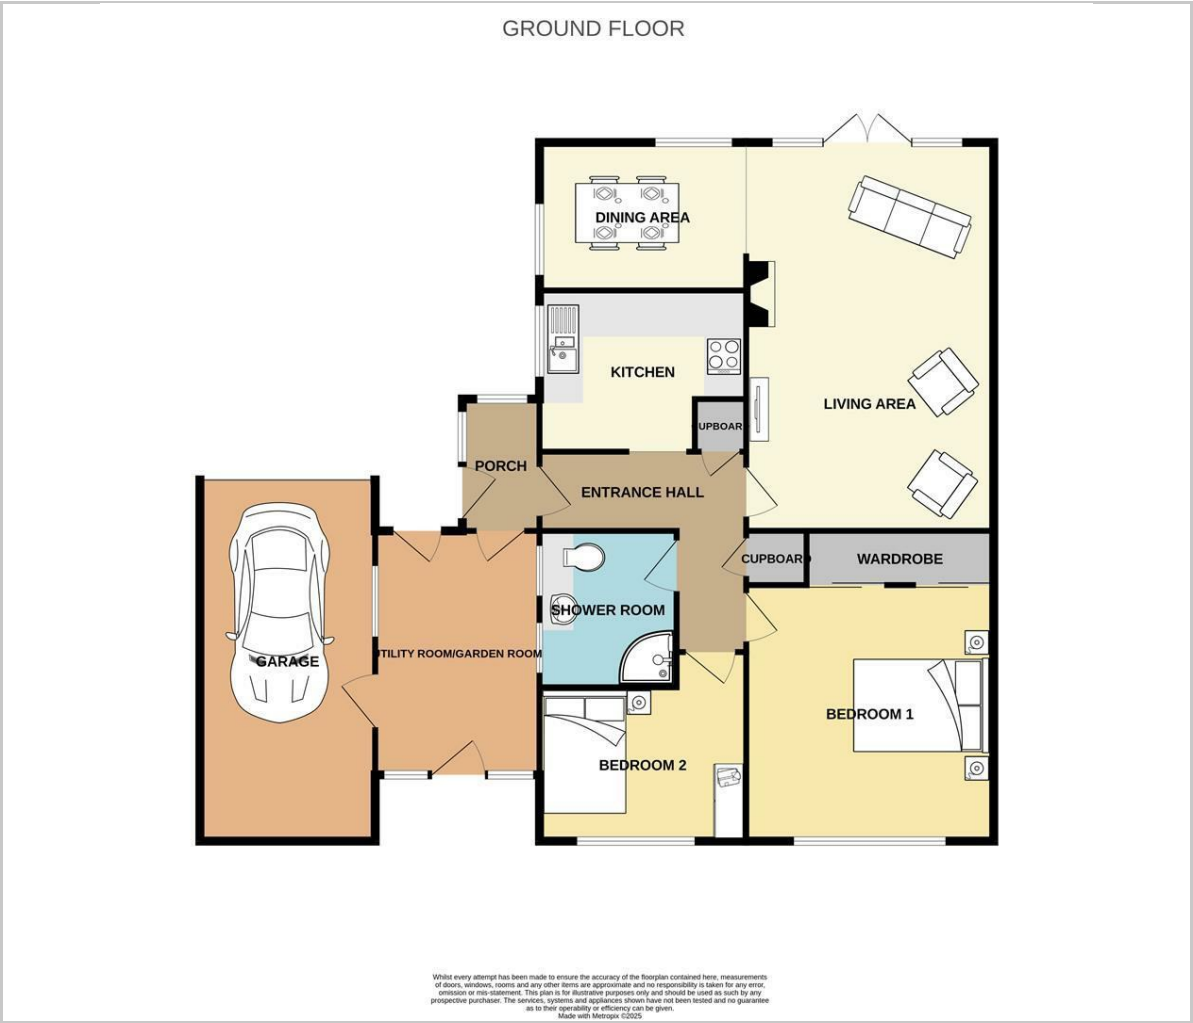 GROUND FLOOR
DINING AREA
KITCHEN
LIVING AREA
UPBOAR
PORCH
ENTRANCE HALL
CUPBOARD
WARDROBE
SHOWER ROOM
GARAGE
TILITY ROOM/GARDEN ROOM
BEDROOM 1
BEDROOM 2
Whilst every attempt has been made to ensure the accuracy of the floorplan contained here, measurements
of doors, windows, rooms and any other items are approximate and no responsibility is taken for any error,
omission or mis-statement. This plan is for illustrative purposes only and should be used as such by any
prospective purchaser. The services, systems and appliances shown have not been tested and no guarantee
as to their operability or efficiency can be given.
Made with Metropix ©2025